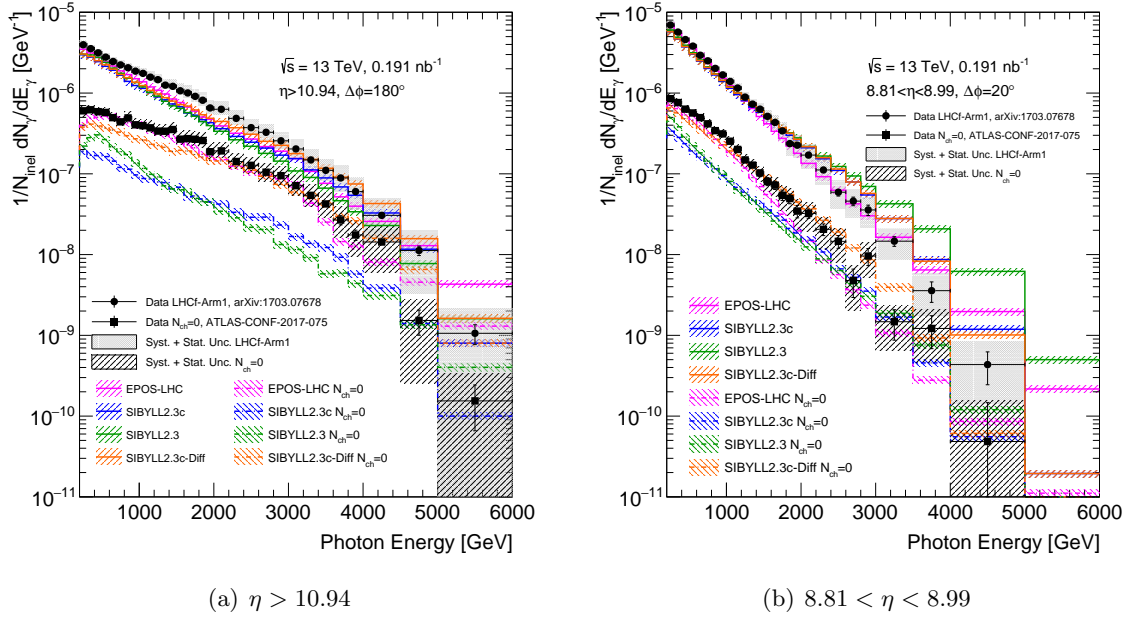 1/N_inel dN_γ/dE_γ [GeV⁻¹]
10⁻⁵
10⁻⁶
10⁻⁷
10⁻⁸
10⁻⁹
10⁻¹⁰
10⁻¹¹
√s = 13 TeV, 0.191 nb⁻¹
η>10.94, Δϕ=180°
Data LHCf-Arm1, arXiv:1703.07678
Data N_ch=0, ATLAS-CONF-2017-075
Syst. + Stat. Unc. LHCf-Arm1
Syst. + Stat. Unc. N_ch=0
EPOS-LHC EPOS-LHC N_ch=0
SIBYLL2.3c SIBYLL2.3c N_ch=0
SIBYLL2.3 SIBYLL2.3 N_ch=0
SIBYLL2.3c-Diff SIBYLL2.3c-Diff N_ch=0
1000 2000 3000 4000 5000 6000
Photon Energy [GeV]
(a) η > 10.94
1/N_inel dN_γ/dE_γ [GeV⁻¹]
10⁻⁵
10⁻⁶
10⁻⁷
10⁻⁸
10⁻⁹
10⁻¹⁰
10⁻¹¹
√s = 13 TeV, 0.191 nb⁻¹
8.81<η<8.99, Δϕ=20°
Data LHCf-Arm1, arXiv:1703.07678
Data N_ch=0, ATLAS-CONF-2017-075
Syst. + Stat. Unc. LHCf-Arm1
Syst. + Stat. Unc. N_ch=0
EPOS-LHC
SIBYLL2.3c
SIBYLL2.3
SIBYLL2.3c-Diff
EPOS-LHC N_ch=0
SIBYLL2.3c N_ch=0
SIBYLL2.3 N_ch=0
SIBYLL2.3c-Diff N_ch=0
1000 2000 3000 4000 5000 6000
Photon Energy [GeV]
(b) 8.81 < η < 8.99